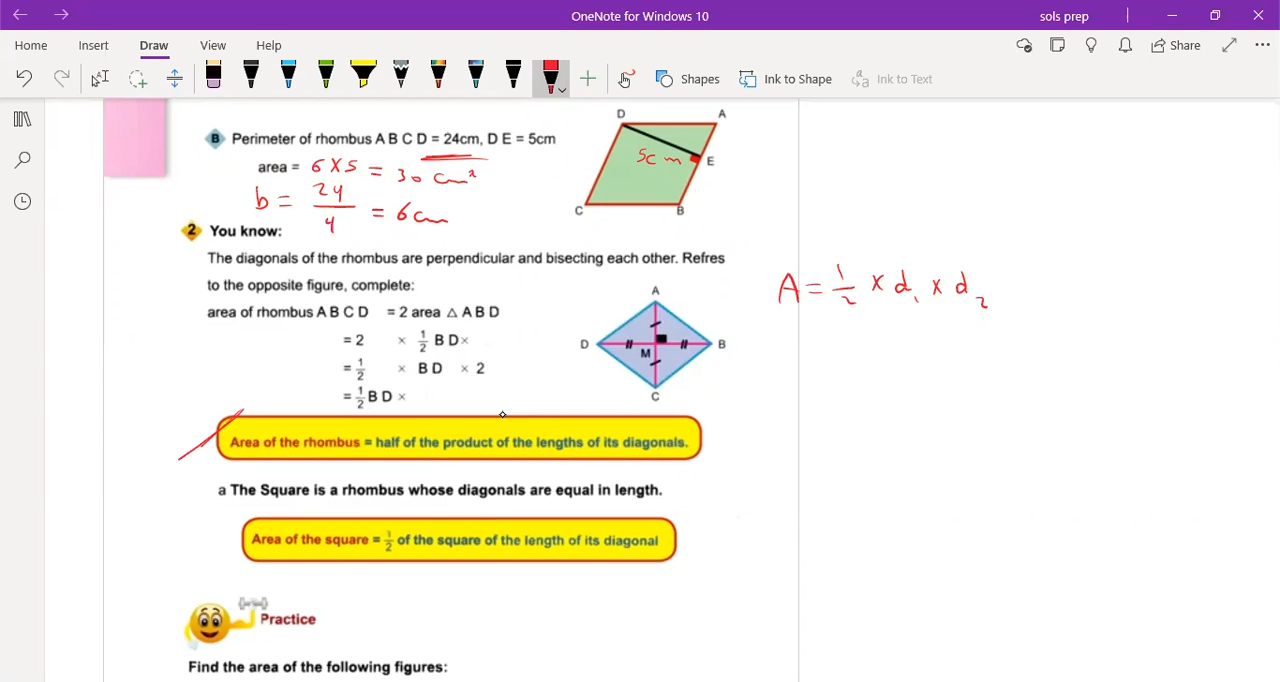 OneNote for Windows 10
sols prep
Home Insert Draw View Help
Share
Shapes Ink to Shape Ink to Text
B Perimeter of rhombus A B C D = 24cm, D E = 5cm
area = 6 x 5 = 30 cm²
b = 24/4 = 6cm
D A
5cm E
C B
2 You know:
The diagonals of the rhombus are perpendicular and bisecting each other. Refres
to the opposite figure, complete:
area of rhombus A B C D = 2 area △ A B D
= 2 × 1/2 B D×
= 1/2 × B D × 2
= 1/2 B D ×
A
D M B
C
A = 1/2 x d1 x d2
Area of the rhombus = half of the product of the lengths of its diagonals.
a The Square is a rhombus whose diagonals are equal in length.
Area of the square = 1/2 of the square of the length of its diagonal
Practice
Find the area of the following figures: